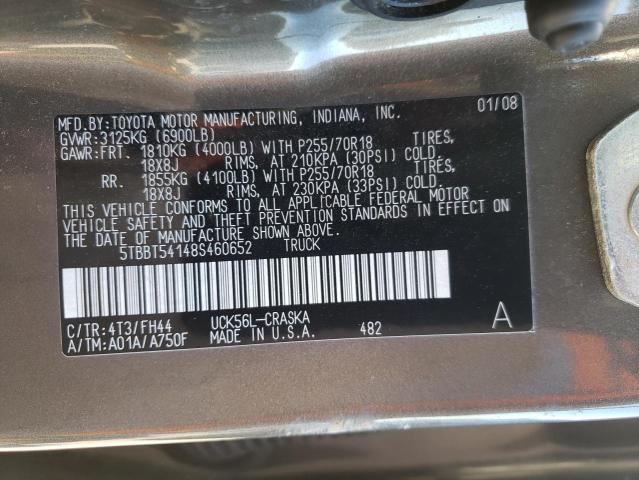 MFD.BY:TOYOTA MOTOR MANUFACTURING, INDIANA, INC. 01/08
GVWR:3125KG (6900LB)
GAWR:FRT. 1810KG (4000LB) WITH P255/70R18 TIRES,
18X8J RIMS, AT 210KPA (30PSI) COLD.
RR. 1855KG (4100LB) WITH P255/70R18 TIRES,
18X8J RIMS, AT 230KPA (33PSI) COLD.
THIS VEHICLE CONFORMS TO ALL APPLICABLE FEDERAL MOTOR
VEHICLE SAFETY AND THEFT PREVENTION STANDARDS IN EFFECT ON
THE DATE OF MANUFACTURE SHOWN ABOVE.
5TBBT54148S460652 TRUCK
C/TR:4T3/FH44 UCK56L-CRASKA A
A/TM:A01A/A750F MADE IN U.S.A. 482